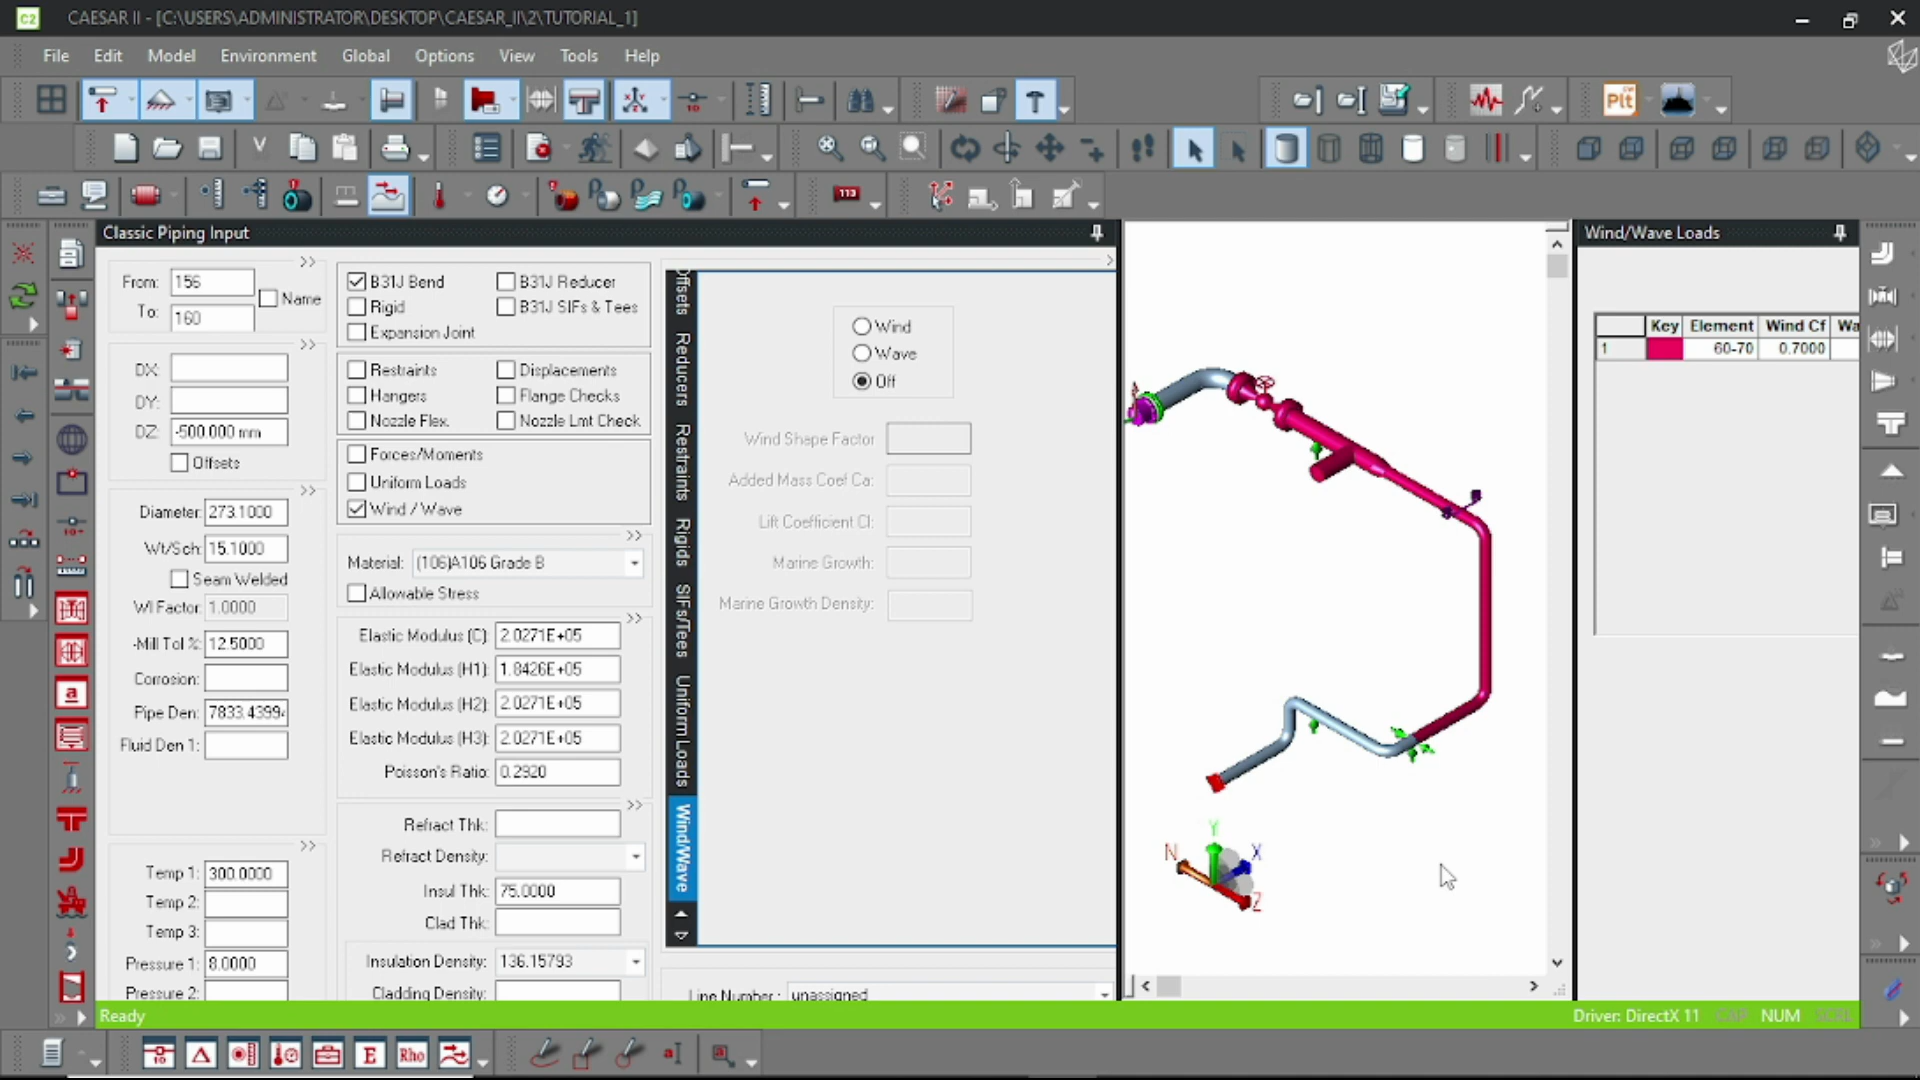 CAESAR II - [C:\USERS\ADMINISTRATOR\DESKTOP\CAESAR_II\2\TUTORIAL_1]
File Edit Model Environment Global Options View Tools Help
Plt
113
Classic Piping Input
From: 156
Name
To: 160
DX:
DY:
DZ: -500.000 mm
Offsets
Diameter: 273.1000
Wt/Sch: 15.1000
Seam Welded
WI Factor: 1.0000
-Mill Tol %: 12.5000
Corrosion:
Pipe Den: 7833.4399
Fluid Den 1:
Temp 1: 300.0000
Temp 2:
Temp 3:
Pressure 1: 8.0000
Pressure 2:
B31J Bend B31J Reducer
Rigid B31J SIFs & Tees
Expansion Joint
Restraints Displacements
Hangers Flange Checks
Nozzle Flex. Nozzle Lmt Check
Forces/Moments
Uniform Loads
Wind / Wave
Material: (106)A106 Grade B
Allowable Stress
Elastic Modulus (C): 2.0271E+05
Elastic Modulus (H1): 1.8426E+05
Elastic Modulus (H2): 2.0271E+05
Elastic Modulus (H3): 2.0271E+05
Poisson's Ratio: 0.2920
Refract Thk:
Refract Density:
Insul Thk: 75.0000
Clad Thk:
Insulation Density: 136.15793
Cladding Density:
Offsets
Reducers
Restraints
Rigids
SIFs/Tees
Uniform Loads
Wind/Wave
Wind
Wave
Off
Wind Shape Factor
Added Mass Coef Ca:
Lift Coefficient Cl:
Marine Growth:
Marine Growth Density:
Line Number : unassigned
Y
N X
Z
Wind/Wave Loads
Key Element Wind Cf Wa
1 60-70 0.7000
Ready
Driver: DirectX 11 CAP NUM SCRL
E Rho